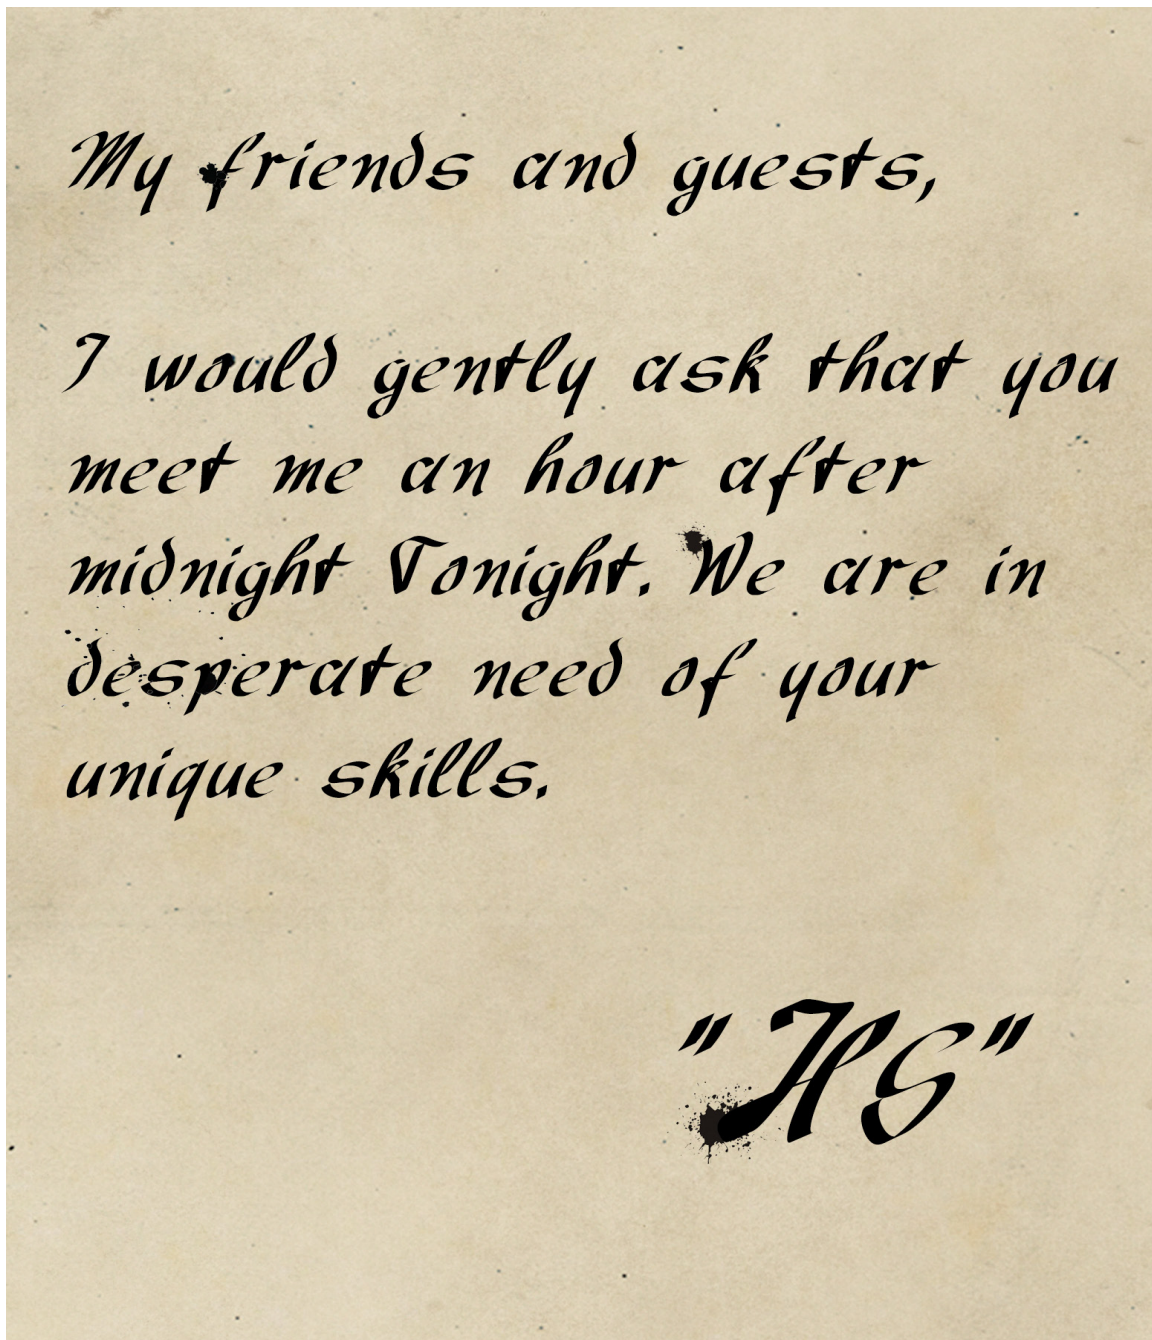 My friends and guests,
I would gently ask that you
meet me an hour after
midnight Tonight. We are in
desperate need of your
unique skills.
"HS"